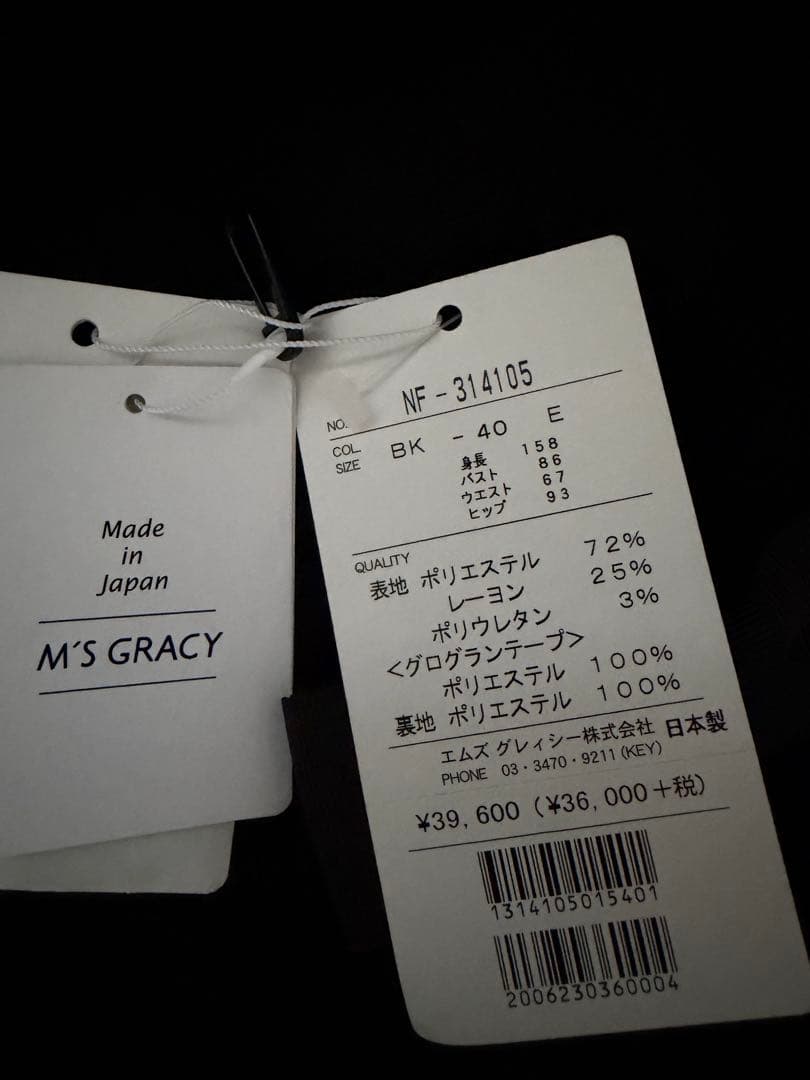 Made
in
Japan
M'S GRACY
NO. NF-314105
COL. BK - 40 E
SIZE
身長 158
バスト 86
ウエスト 67
ヒップ 93
QUALITY
表地 ポリエステル 72%
レーヨン 25%
ポリウレタン 3%
<グログランテープ>
ポリエステル 100%
裏地 ポリエステル 100%
エムズ グレィシー株式会社 日本製
PHONE 03・3470・9211(KEY)
¥39,600(¥36,000+税)
1314105015401
2006230360004